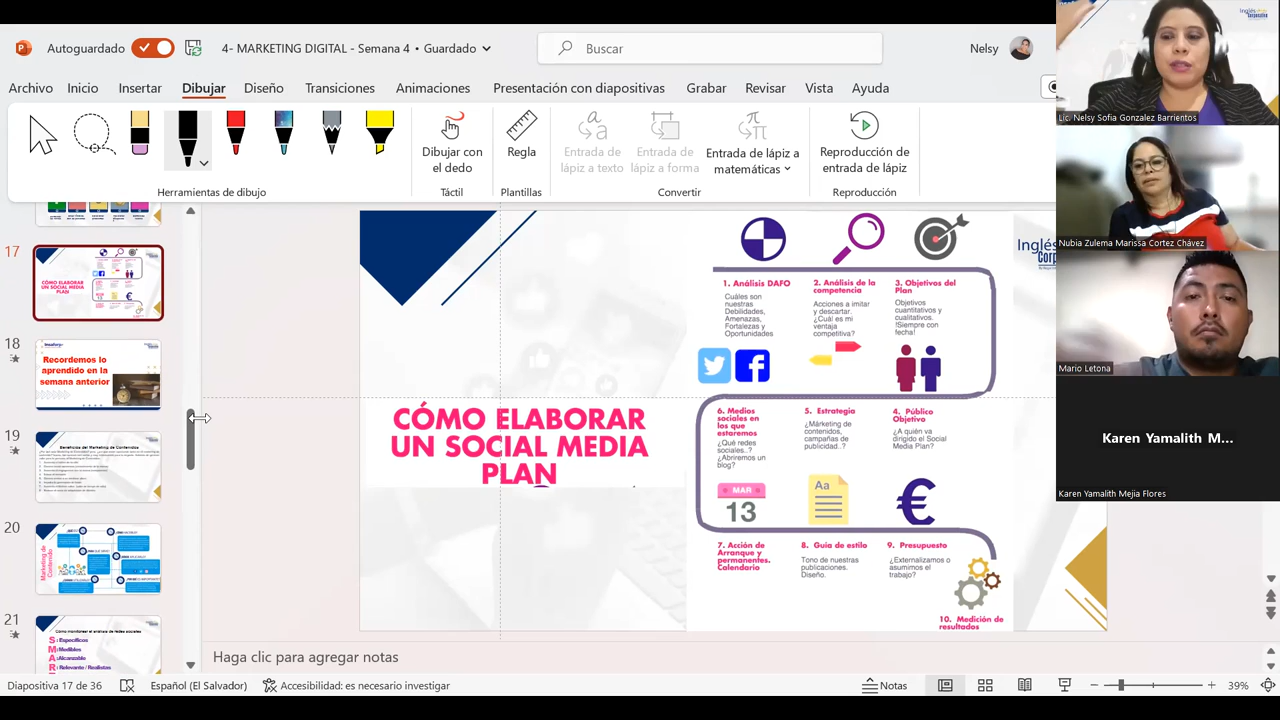 Autoguardado
4- MARKETING DIGITAL - Semana 4 • Guardado
Buscar
Nelsy
Archivo
Inicio
Insertar
Dibujar
Diseño
Transiciones
Animaciones
Presentación con diapositivas
Grabar
Revisar
Vista
Ayuda
Dibujar con
el dedo
Regla
Entrada de
lápiz a texto
Entrada de
lápiz a forma
Entrada de lápiz a
matemáticas
Reproducción de
entrada de lápiz
Herramientas de dibujo
Táctil
Plantillas
Convertir
Reproducción
17
CÓMO ELABORAR
UN SOCIAL MEDIA
PLAN
18
Recordemos lo
aprendido en la
semana anterior
19
Beneficios del Marketing de Contenidos
20
Marketing de
Contenido
21
Cómo monitorear el análisis de redes sociales
S: Específicos
M: Medibles
A: Alcanzable
R: Relevante / Realistas
CÓMO ELABORAR
UN SOCIAL MEDIA
PLAN
1. Análisis DAFO
Cuáles son
nuestras
Debilidades,
Amenazas,
Fortalezas y
Oportunidades
2. Análisis de la
competencia
Acciones a imitar
y descartar.
¿Cuál es mi
ventaja
competitiva?
3. Objetivos del
Plan
Objetivos
cuantitativos y
cualitativos.
!Siempre con
fecha!
6. Medios
sociales en
los que
estaremos
¿Qué redes
sociales..?
¿Abriremos un
blog?
5. Estrategia
¿Márketing de
contenidos,
campañas de
publicidad..?
4. Público
Objetivo
¿A quién va
dirigido el Social
Media Plan?
MAR
13
Aa
€
7. Acción de
Arranque y
permanentes.
Calendario
8. Guia de estilo
Tono de nuestras
publicaciones.
Diseño.
9. Presupuesto
¿Externalizamos o
asumimos el
trabajo?
10. Medición de
resultados
Inglés
Corp
Haga clic para agregar notas
Diapositiva 17 de 36
Español (El Salvador)
Accesibilidad: es necesario investigar
Notas
39%
Inglés
Corporativo
Lic. Nelsy Sofia Gonzalez Barrientos
Nubia Zulema Marissa Cortez Chávez
Mario Letona
Karen Yamalith M...
Karen Yamalith Mejia Flores